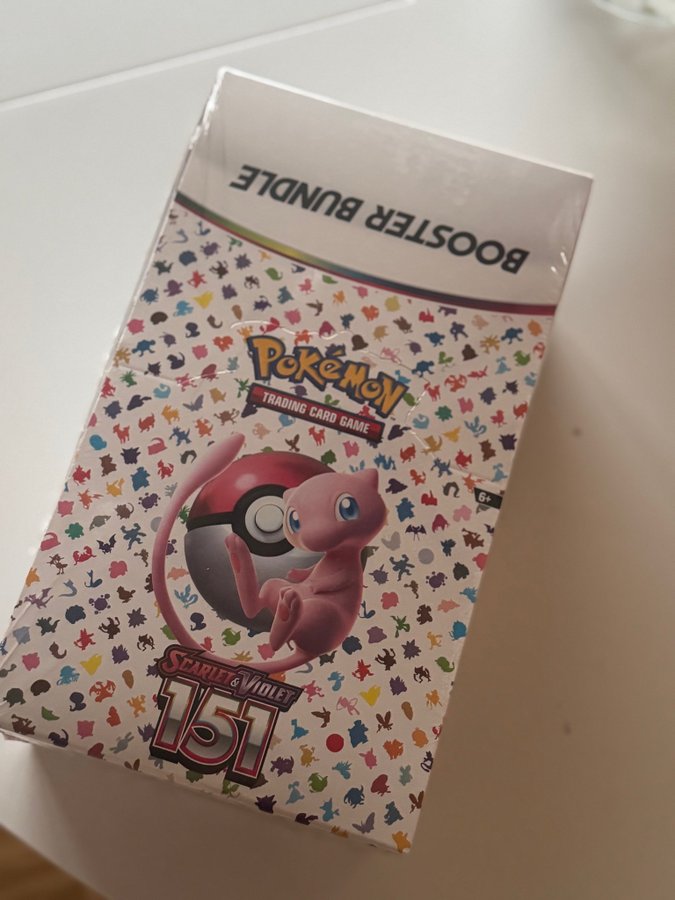 BOOSTER BUNDLE
POKéMON
TRADING CARD GAME
6+
SCARLET & VIOLET
151